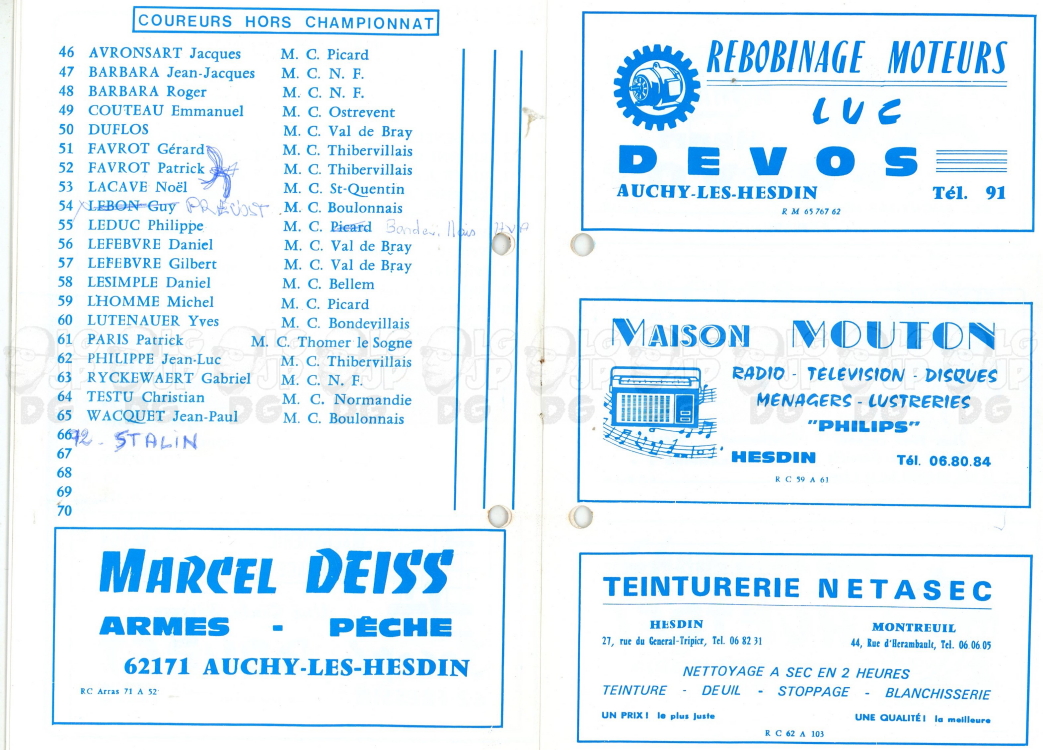 COUREURS HORS CHAMPIONNAT
46 AVRONSART Jacques M. C. Picard
47 BARBARA Jean-Jacques M. C. N. F.
48 BARBARA Roger M. C. N. F.
49 COUTEAU Emmanuel M. C. Ostrevent
50 DUFLOS M. C. Val de Bray
51 FAVROT Gérard M. C. Thibervillais
52 FAVROT Patrick M. C. Thibervillais
53 LACAVE Noël M. C. St-Quentin
54 LEBON Guy PREVOST. M. C. Boulonnais
55 LEDUC Philippe M. C. Picard Bondevillais
56 LEFEBVRE Daniel M. C. Val de Bray
57 LEFEBVRE Gilbert M. C. Val de Bray
58 LESIMPLE Daniel M. C. Bellem
59 L'HOMME Michel M. C. Picard
60 LUTENAUER Yves M. C. Bondevillais
61 PARIS Patrick M. C. Thomer le Sogne
62 PHILIPPE Jean-Luc M. C. Thibervillais
63 RYCKEWAERT Gabriel M. C. N. F.
64 TESTU Christian M. C. Normandie
65 WACQUET Jean-Paul M. C. Boulonnais
66 72 - STALIN
67
68
69
70
MARCEL DEISS
ARMES - PÊCHE
62171 AUCHY-LES-HESDIN
RC Arras 71 A 52
REBOBINAGE MOTEURS
LUC
DEVOS
AUCHY-LES-HESDIN Tél. 91
R M 65 767 62
MAISON MOUTON
RADIO - TELEVISION - DISQUES
MENAGERS - LUSTRERIES
"PHILIPS"
HESDIN Tél. 06.80.84
R C 59 A 61
TEINTURERIE NETASEC
HESDIN MONTREUIL
27, rue du General-Tripier, Tel. 06 82 31 44, Rue d'Herambault, Tel. 06 06 05
NETTOYAGE A SEC EN 2 HEURES
TEINTURE - DEUIL - STOPPAGE - BLANCHISSERIE
UN PRIX ! le plus juste UNE QUALITÉ ! la meilleure
R C 62 A 103
LG JP DG